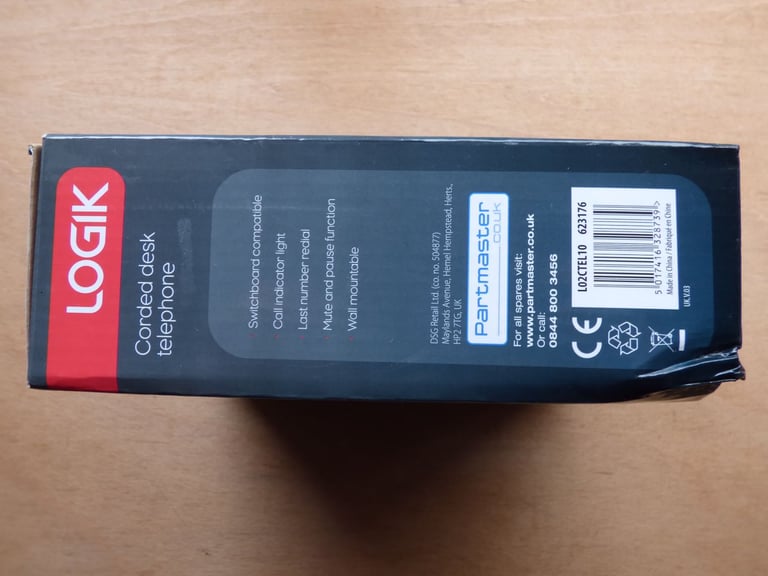 LOGIK
Corded desk
telephone
Switchboard compatible
Call indicator light
Last number redial
Mute and pause function
Wall mountable
DSG Retail Ltd. (co. no. 504877)
Maylands Avenue, Hemel Hempstead, Herts.,
HP2 7TG, UK
Partmaster
.co.uk
For all spares visit:
www.partmaster.co.uk
Or call:
0844 800 3456
CE
L02CTEL10 623176
5 017416 328739 >
Made in China / Fabriqué en Chine
UK V.03